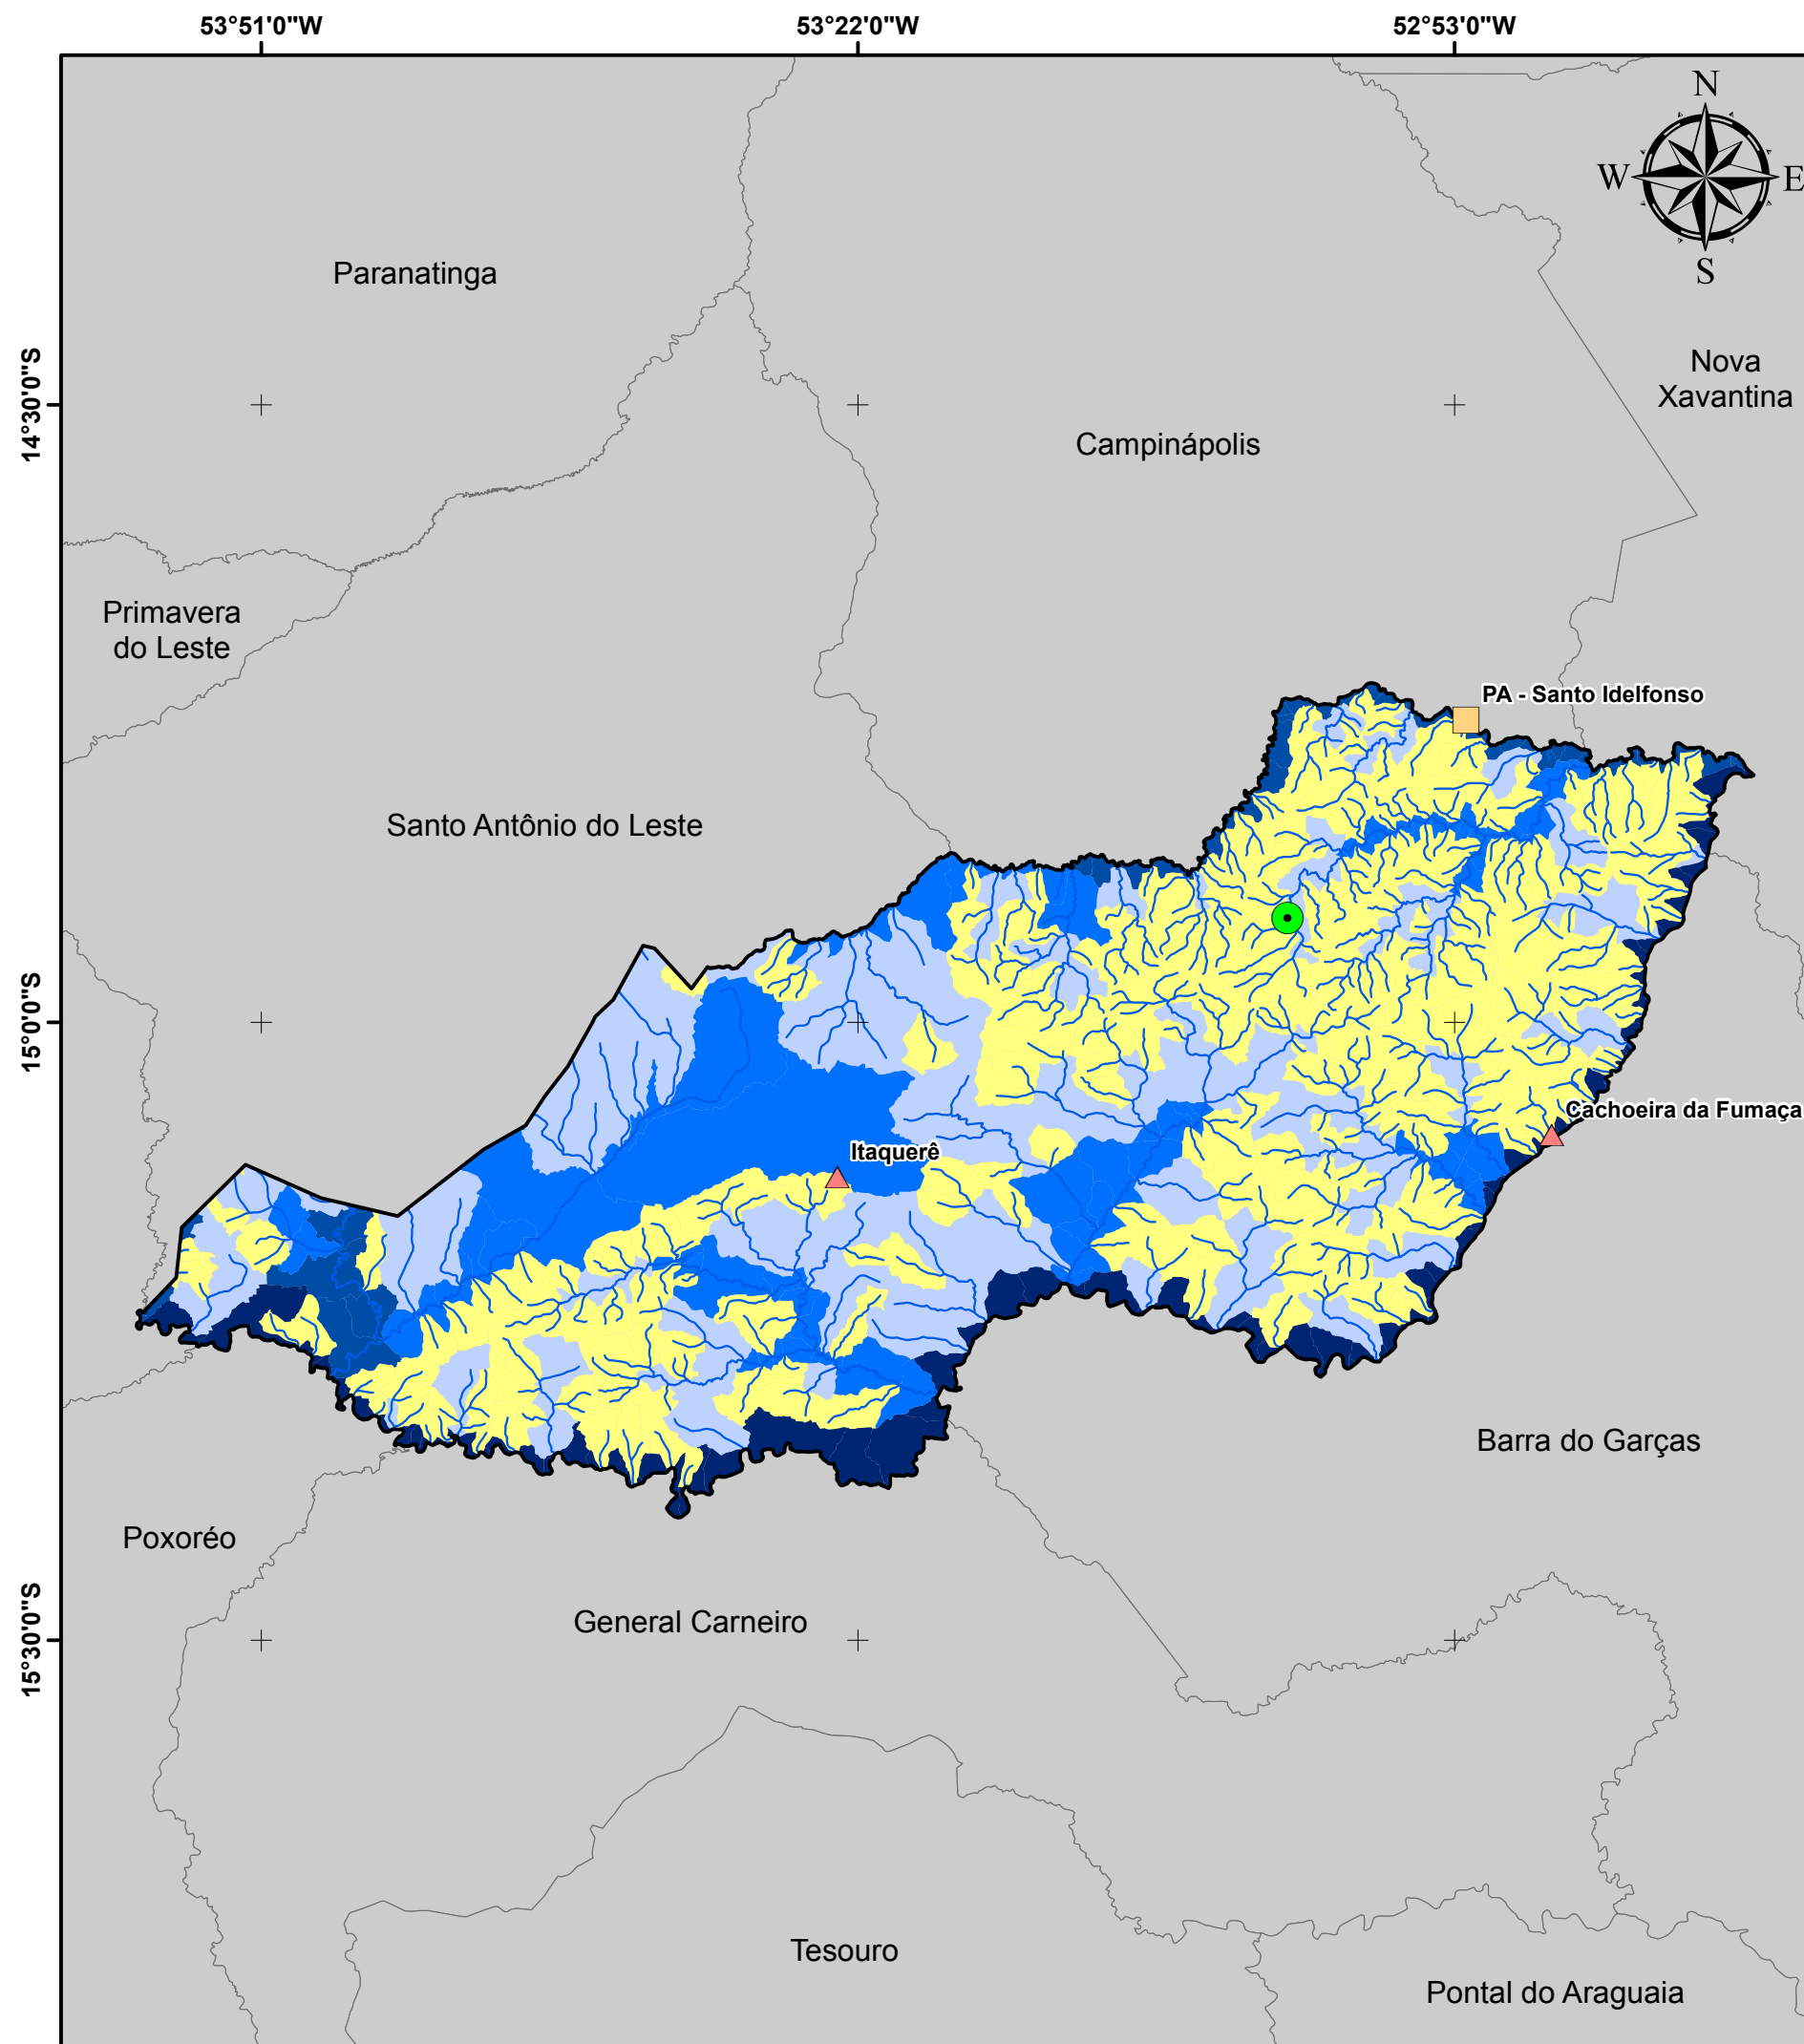 53°51'0"W
53°22'0"W
52°53'0"W
N
W
E
S
Paranatinga
14°30'0"S
Nova
Xavantina
Campinápolis
Primavera
do Leste
PA - Santo Idelfonso
Santo Antônio do Leste
15°0'0"S
Cachoeira da Fumaça
Itaquerê
Barra do Garças
Poxoréo
General Carneiro
15°30'0"S
Tesouro
Pontal do Araguaia